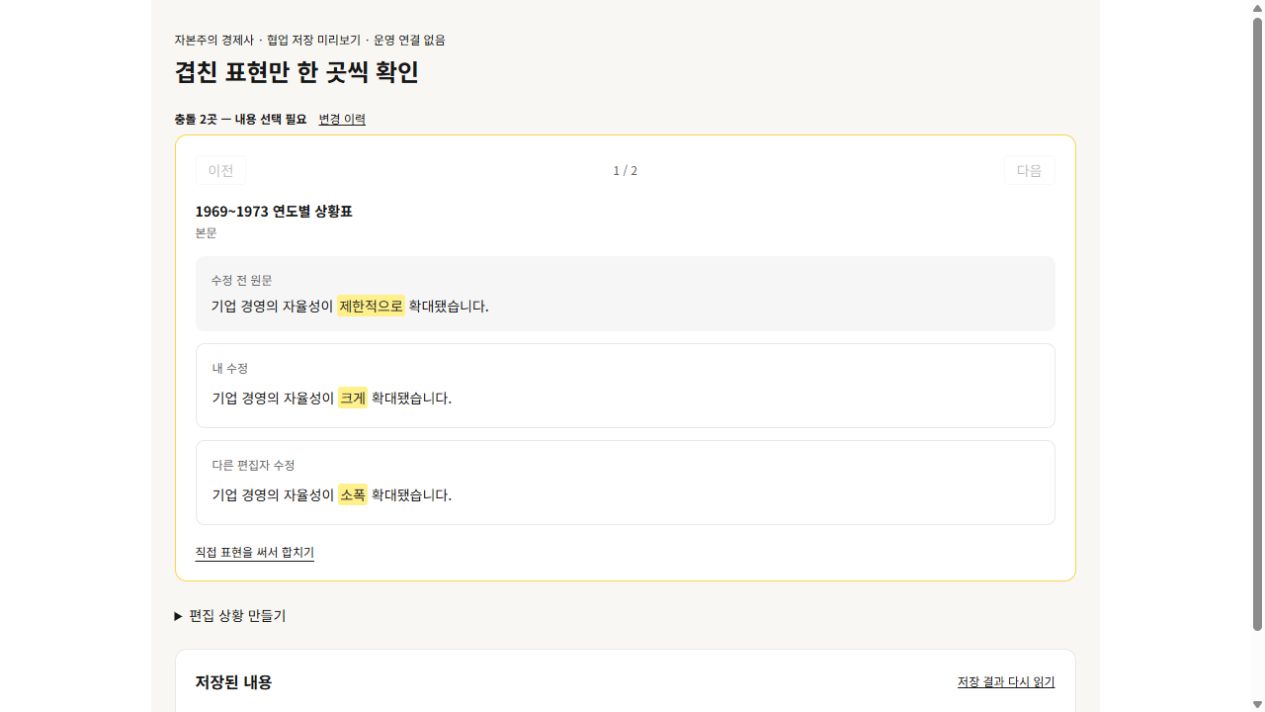 자본주의 경제사 · 협업 저장 미리보기 · 운영 연결 없음
겹친 표현만 한 곳씩 확인
충돌 2곳 — 내용 선택 필요 변경 이력
이전 1 / 2 다음
1969~1973 연도별 상황표
본문
수정 전 원문
기업 경영의 자율성이 제한적으로 확대됐습니다.
내 수정
기업 경영의 자율성이 크게 확대됐습니다.
다른 편집자 수정
기업 경영의 자율성이 소폭 확대됐습니다.
직접 표현을 써서 합치기
▶ 편집 상황 만들기
저장된 내용 저장 결과 다시 읽기